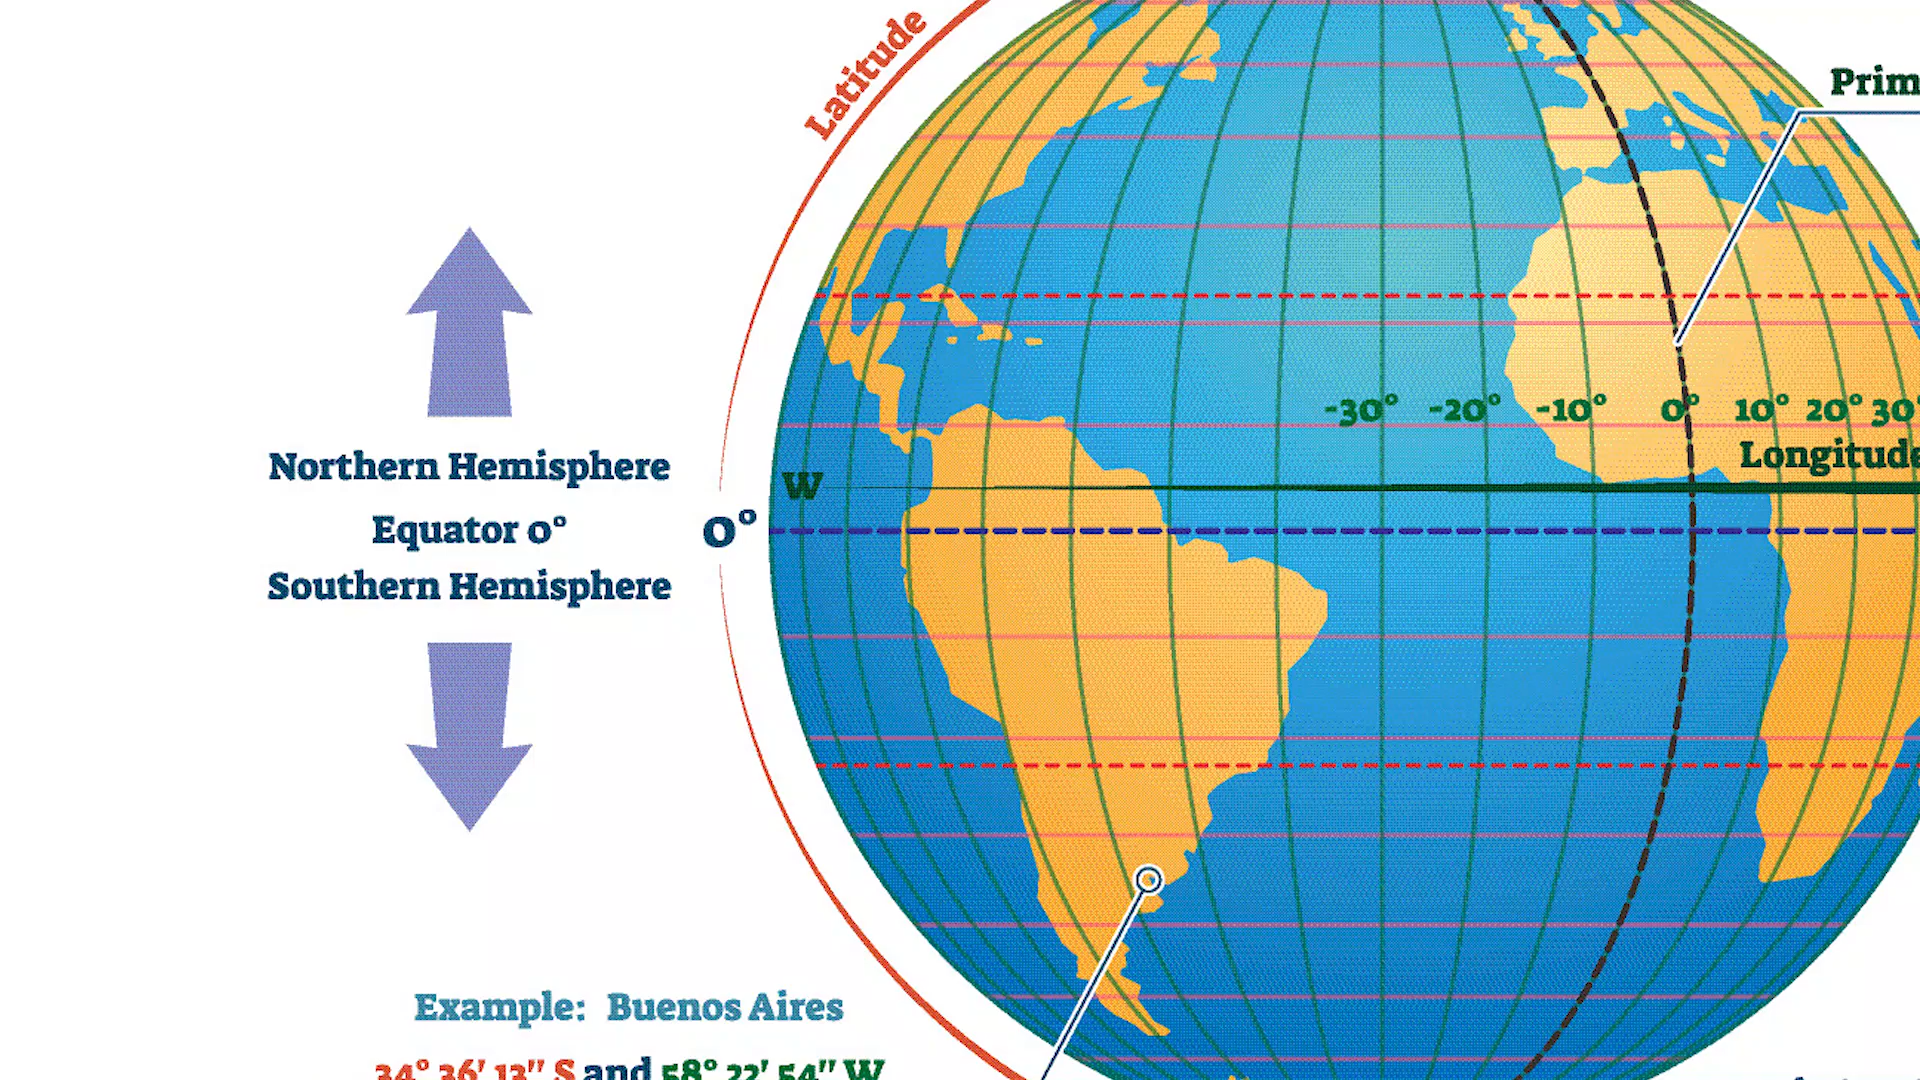 Latitude
Prim
-30° -20° -10° 0° 10° 20° 30°
Longitude
W
Northern Hemisphere
Equator 0°
0°
Southern Hemisphere
Example: Buenos Aires
34° 36' 13" S and 58° 22' 54" W